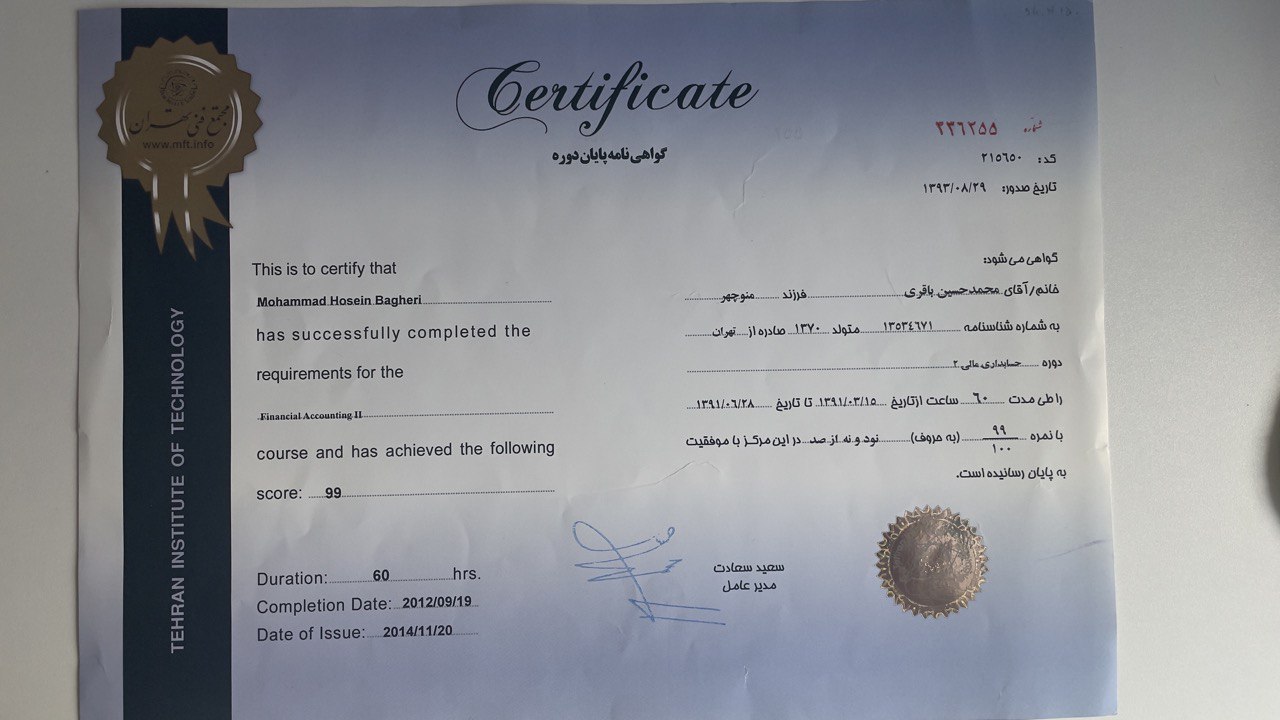 Certificate
گواهی‌نامه پایان دوره
مجتمع فنی تهران
www.mft.info
TEHRAN INSTITUTE OF TECHNOLOGY
شماره ۳۳۶۲۵۵
کد: ۲۱۵۶۵۰
تاریخ صدور: ۱۳۹۳/۰۸/۲۹
This is to certify that
Mohammad Hosein Bagheri
has successfully completed the
requirements for the
Financial Accounting II
course and has achieved the following
score: 99
Duration: 60 hrs.
Completion Date: 2012/09/19
Date of Issue: 2014/11/20
گواهی می شود:
خانم/آقای محمدحسین باقری فرزند منوچهر
به شماره شناسنامه ۱۳۵۳۴۶۷۱ متولد ۱۳۷۰ صادره از تهران
دوره حسابداری مالی ۲
را طی مدت ۶۰ ساعت از تاریخ ۱۳۹۱/۰۳/۱۵ تا تاریخ ۱۳۹۱/۰۶/۲۸
با نمره ۹۹/۱۰۰ (به حروف) نود و نه از صد در این مرکز با موفقیت
به پایان رسانیده است.
سعید سعادت
مدیر عامل